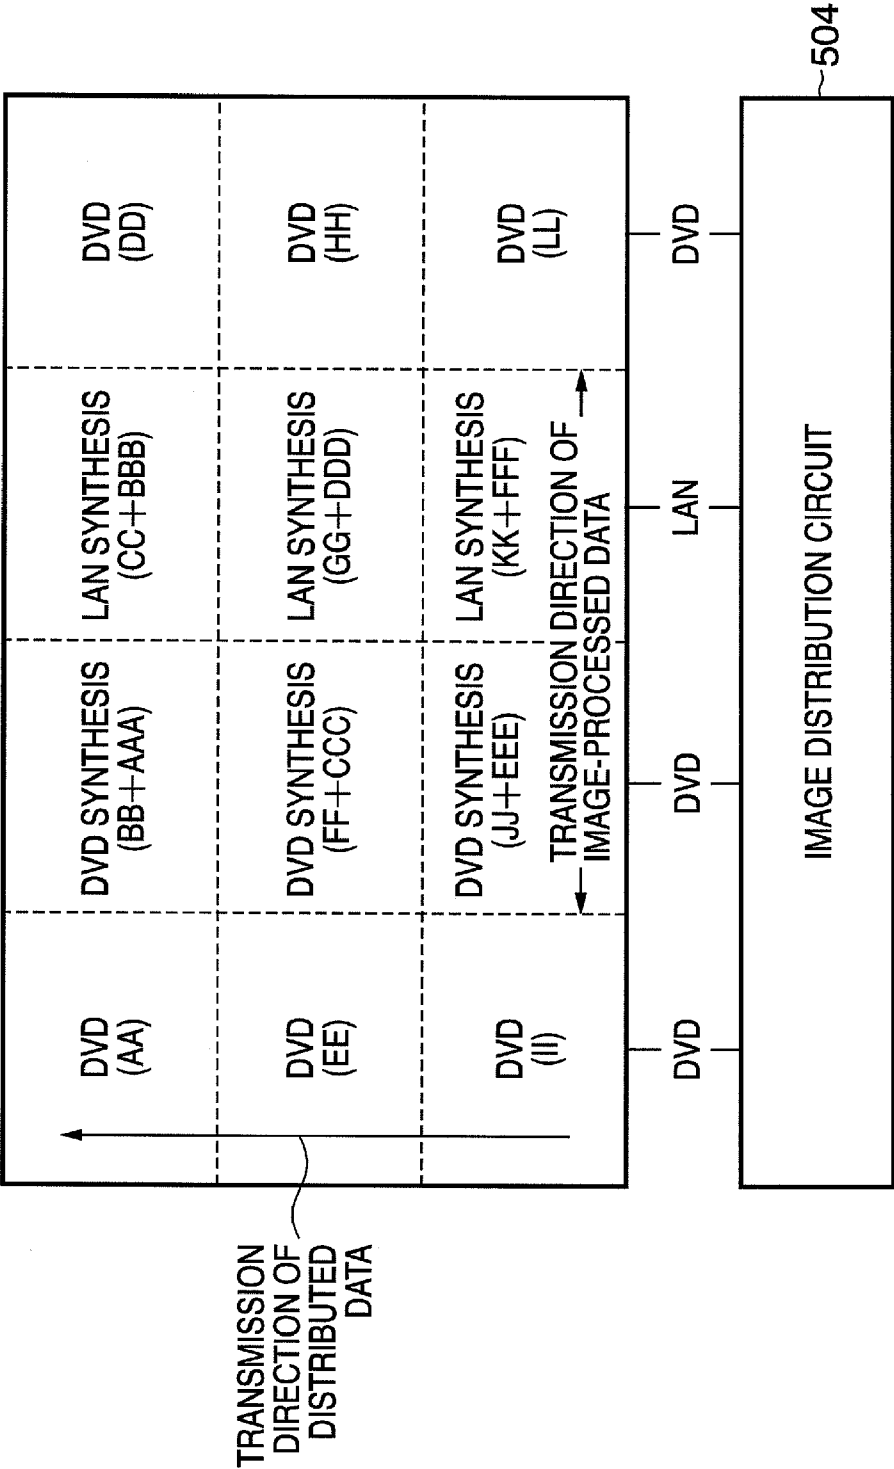 DVD
(AA)
DVD SYNTHESIS
(BB+AAA)
LAN SYNTHESIS
(CC+BBB)
DVD
(DD)
TRANSMISSION
DIRECTION OF
DISTRIBUTED
DATA
DVD
(EE)
DVD SYNTHESIS
(FF+CCC)
LAN SYNTHESIS
(GG+DDD)
DVD
(HH)
DVD
(II)
DVD SYNTHESIS
(JJ+EEE)
LAN SYNTHESIS
(KK+FFF)
DVD
(LL)
TRANSMISSION DIRECTION OF
IMAGE-PROCESSED DATA
DVD
DVD
LAN
DVD
IMAGE DISTRIBUTION CIRCUIT
504